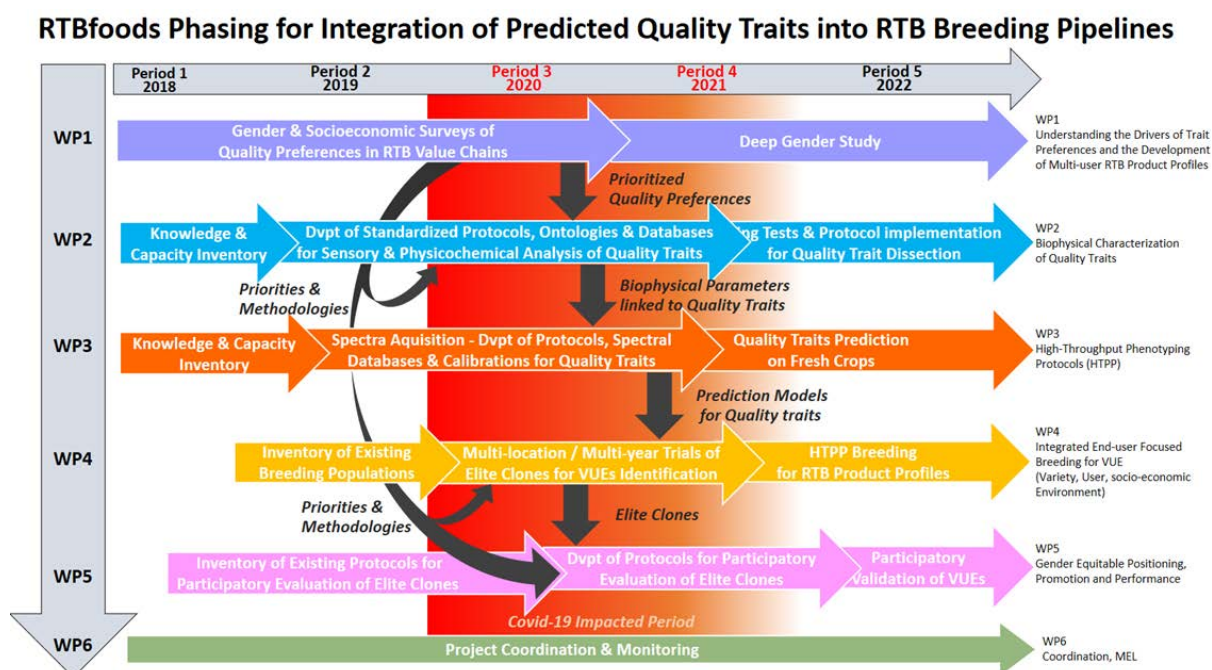 RTBfoods Phasing for Integration of Predicted Quality Traits into RTB Breeding Pipelines
Period 1
2018
Period 2
2019
Period 3
2020
Period 4
2021
Period 5
2022
WP1
Gender & Socioeconomic Surveys of
Quality Preferences in RTB Value Chains
Deep Gender Study
WP1
Understanding the Drivers of Trait
Preferences and the Development
of Multi-user RTB Product Profiles
Prioritized
Quality Preferences
WP2
Knowledge &
Capacity Inventory
Dvpt of Standardized Protocols, Ontologies & Databases
for Sensory & Physicochemical Analysis of Quality Traits
Tests & Protocol implementation
for Quality Trait Dissection
WP2
Biophysical Characterization
of Quality Traits
Priorities &
Methodologies
Biophysical Parameters
linked to Quality Traits
WP3
Knowledge & Capacity
Inventory
Spectra Aquisition - Dvpt of Protocols, Spectral
Databases & Calibrations for Quality Traits
Quality Traits Prediction
on Fresh Crops
WP3
High-Throughput Phenotyping
Protocols (HTPP)
Prediction Models
for Quality traits
WP4
Inventory of Existing
Breeding Populations
Multi-location / Multi-year Trials of
Elite Clones for VUEs Identification
HTPP Breeding
for RTB Product Profiles
WP4
Integrated End-user Focused
Breeding for VUE
(Variety, User, socio-economic
Environment)
Priorities &
Methodologies
Elite Clones
WP5
Inventory of Existing Protocols for
Participatory Evaluation of Elite Clones
Dvpt of Protocols for Participatory
Evaluation of Elite Clones
Participatory
Validation of VUEs
WP5
Gender Equitable Positioning,
Promotion and Performance
Covid-19 Impacted Period
WP6
Project Coordination & Monitoring
WP6
Coordination, MEL